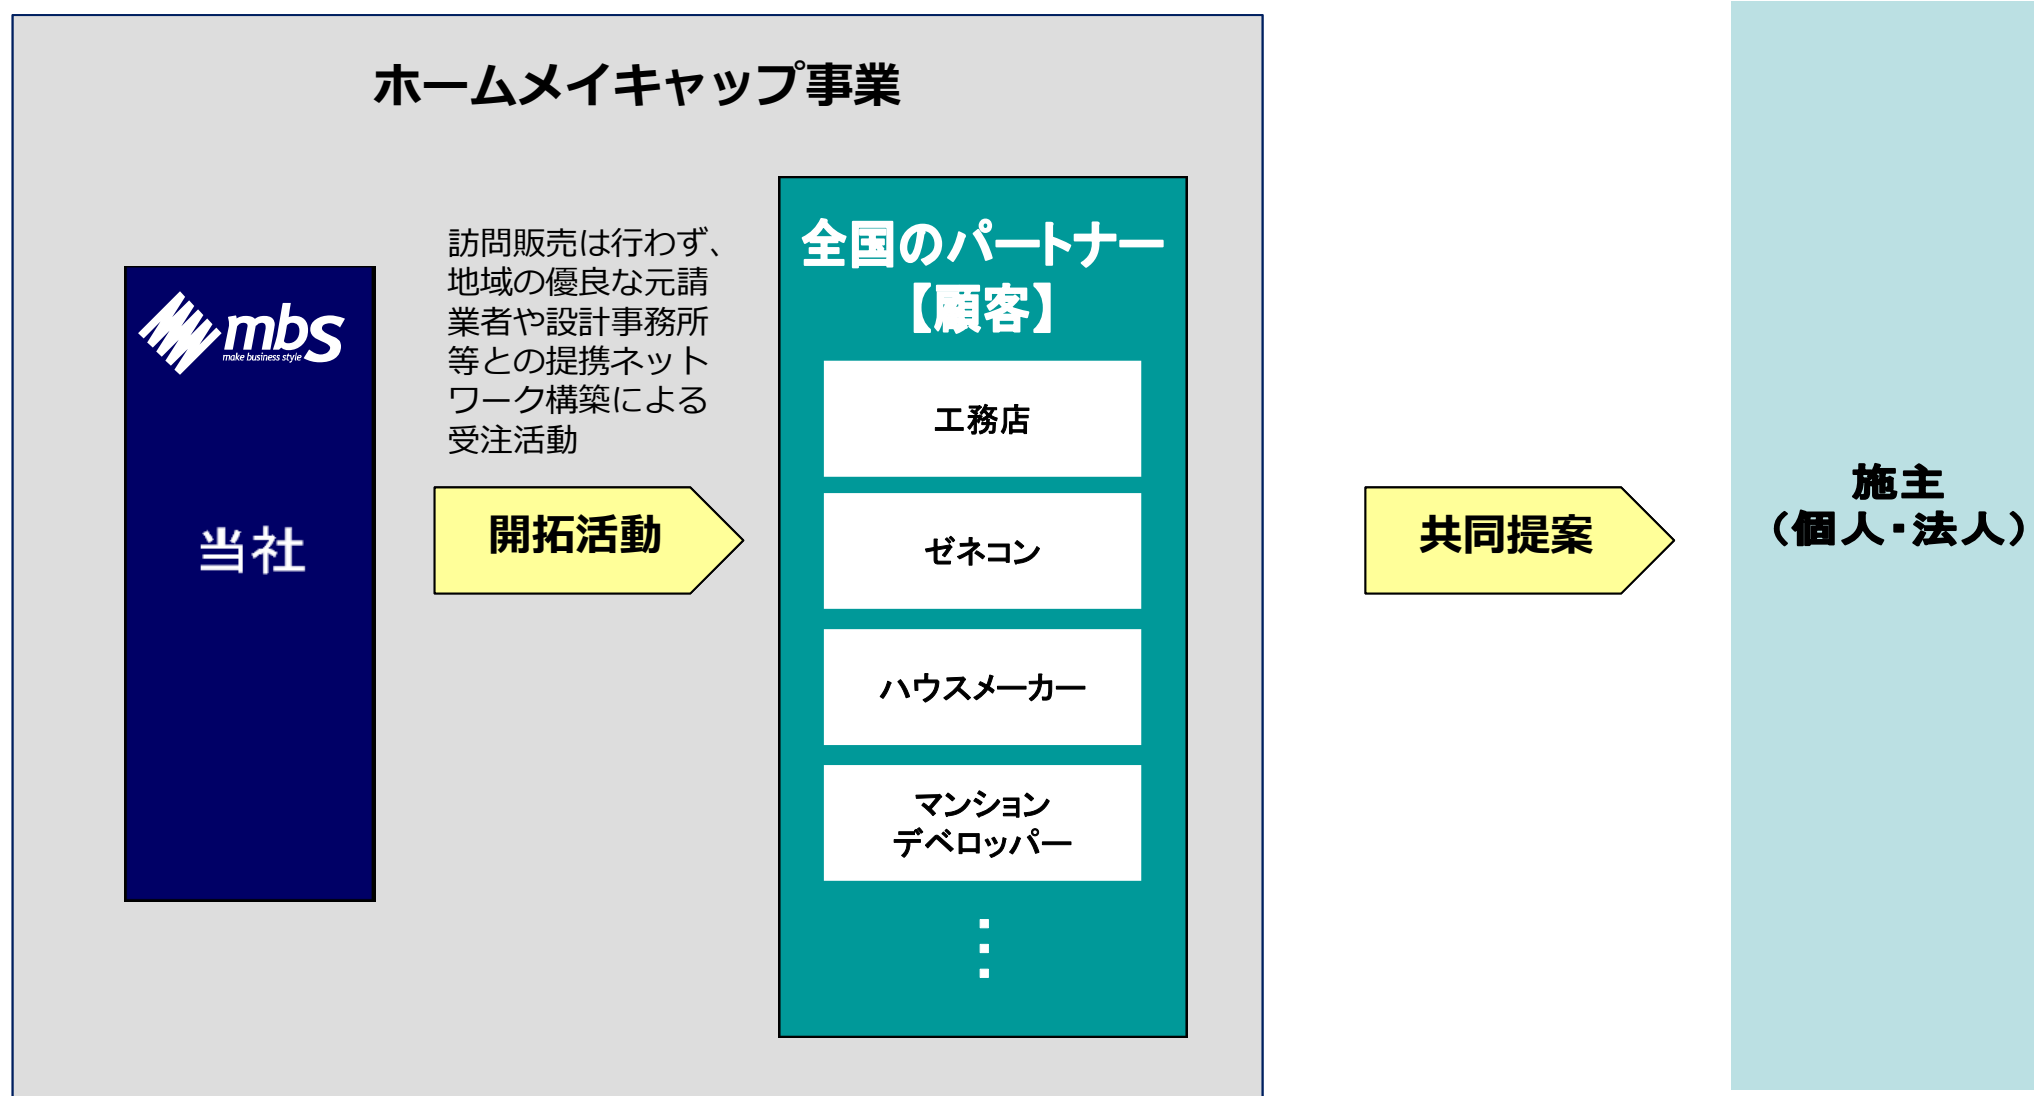 ホームメイキャップ事業
mbs
make business style
当社
訪問販売は行わず、
地域の優良な元請
業者や設計事務所
等との提携ネット
ワーク構築による
受注活動
開拓活動
全国のパートナー
【顧客】
工務店
ゼネコン
ハウスメーカー
マンション
デベロッパー
⋮
共同提案
施主
（個人・法人）